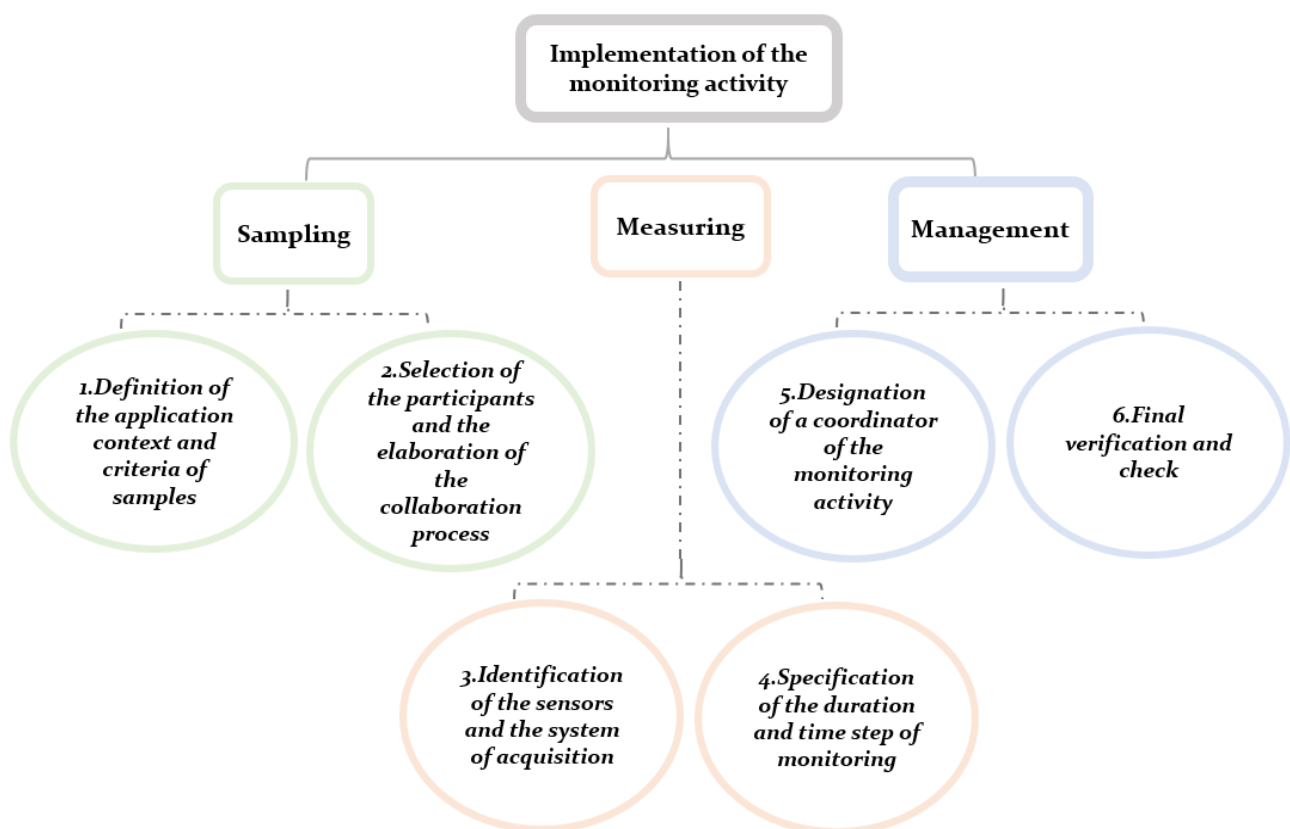 Implementation of the
monitoring activity
Sampling
Measuring
Management
1.Definition of
the application
context and
criteria of
samples
2.Selection of
the participants
and the
elaboration of
the
collaboration
process
5.Designation
of a coordinator
of the
monitoring
activity
6.Final
verification and
check
3.Identification
of the sensors
and the system
of acquisition
4.Specification
of the duration
and time step of
monitoring